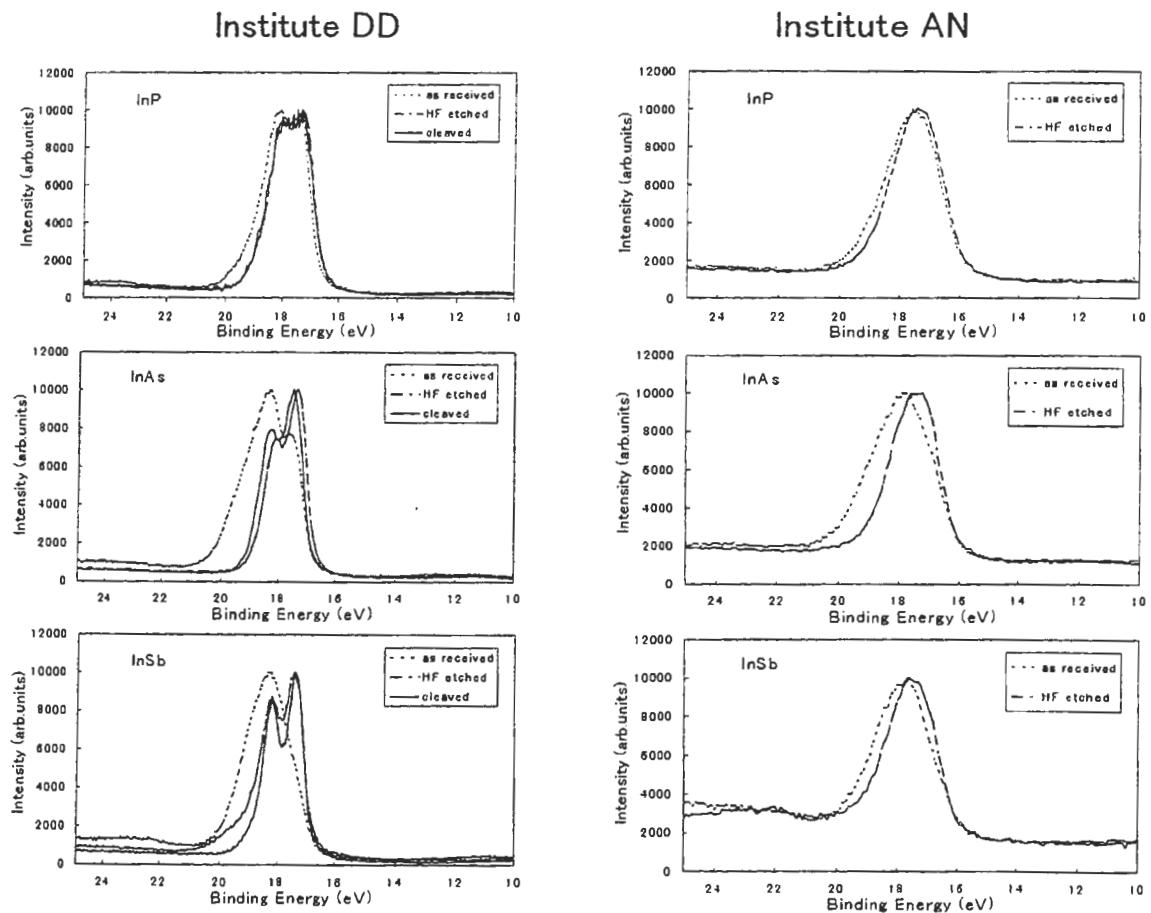 Institute DD
Institute AN
12000
10000
8000
6000
4000
2000
0
Intensity (arb.units)
InP
as received
HF etched
cleaved
24 22 20 18 16 14 12 10
Binding Energy (eV)
12000
10000
8000
6000
4000
2000
0
Intensity (arb.units)
InP
as received
HF etched
24 22 20 18 16 14 12 10
Binding Energy (eV)
12000
10000
8000
6000
4000
2000
0
Intensity (arb.units)
InAs
as received
HF etched
cleaved
24 22 20 18 16 14 12 10
Binding Energy (eV)
12000
10000
8000
6000
4000
2000
0
Intensity (arb.units)
InAs
as received
HF etched
24 22 20 18 16 14 12 10
Binding Energy (eV)
12000
10000
8000
6000
4000
2000
0
Intensity (arb.units)
InSb
as received
HF etched
cleaved
24 22 20 18 16 14 12 10
Binding Energy (eV)
12000
10000
8000
6000
4000
2000
0
Intensity (arb.units)
InSb
as received
HF etched
24 22 20 18 16 14 12 10
Binding Energy (eV)